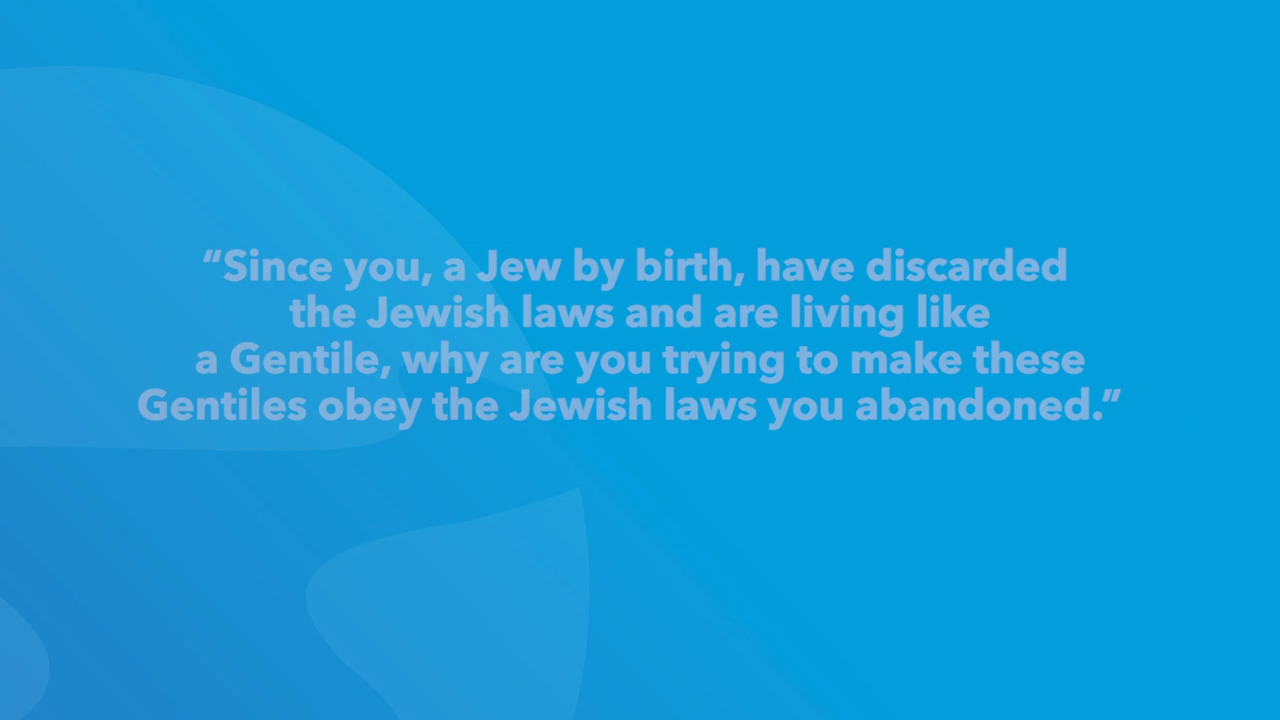 “Since you, a Jew by birth, have discarded
the Jewish laws and are living like
a Gentile, why are you trying to make these
Gentiles obey the Jewish laws you abandoned.”